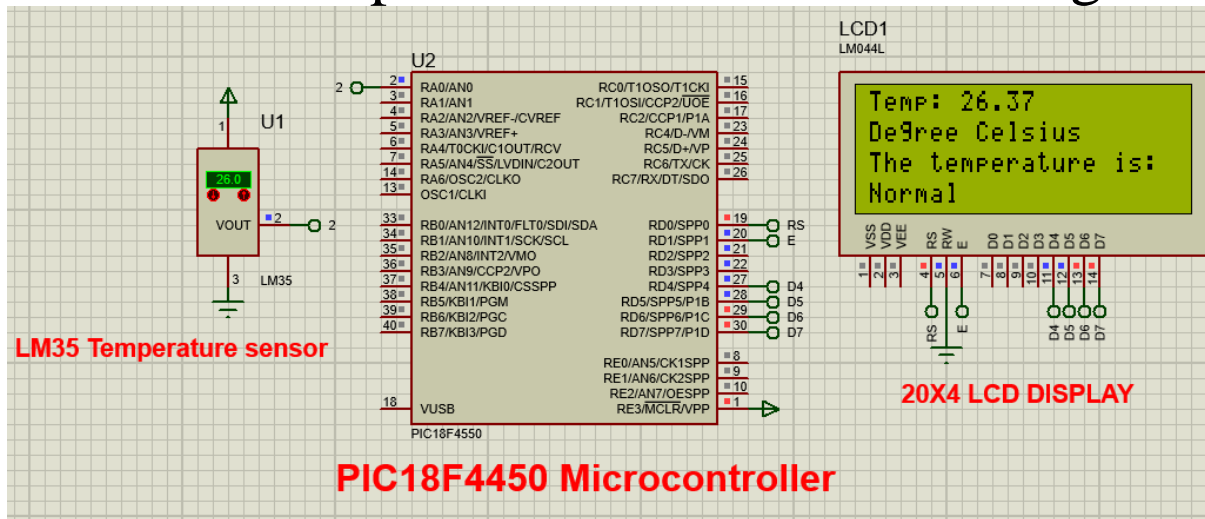 U1
1
26.0
VOUT
2
2
3
LM35
LM35 Temperature sensor
U2
2
2 RA0/AN0
3 RA1/AN1
4 RA2/AN2/VREF-/CVREF
5 RA3/AN3/VREF+
6 RA4/T0CKI/C1OUT/RCV
7 RA5/AN4/SS/LVDIN/C2OUT
14 RA6/OSC2/CLKO
13 OSC1/CLKI
33 RB0/AN12/INT0/FLT0/SDI/SDA
34 RB1/AN10/INT1/SCK/SCL
35 RB2/AN8/INT2/VMO
36 RB3/AN9/CCP2/VPO
37 RB4/AN11/KBI0/CSSPP
38 RB5/KBI1/PGM
39 RB6/KBI2/PGC
40 RB7/KBI3/PGD
18 VUSB
RC0/T1OSO/T1CKI 15
RC1/T1OSI/CCP2/UOE 16
RC2/CCP1/P1A 17
RC4/D-/VM 23
RC5/D+/VP 24
RC6/TX/CK 25
RC7/RX/DT/SDO 26
RD0/SPP0 19 RS
RD1/SPP1 20 E
RD2/SPP2 21
RD3/SPP3 22
RD4/SPP4 27 D4
RD5/SPP5/P1B 28 D5
RD6/SPP6/P1C 29 D6
RD7/SPP7/P1D 30 D7
RE0/AN5/CK1SPP 8
RE1/AN6/CK2SPP 9
RE2/AN7/OESPP 10
RE3/MCLR/VPP 1
PIC18F4550
PIC18F4450 Microcontroller
LCD1
LM044L
Temp: 26.37
Degree Celsius
The temperature is:
Normal
VSS VDD VEE RS RW E D0 D1 D2 D3 D4 D5 D6 D7
1 2 3 4 5 6 7 8 9 10 11 12 13 14
RS E D4 D5 D6 D7
20X4 LCD DISPLAY